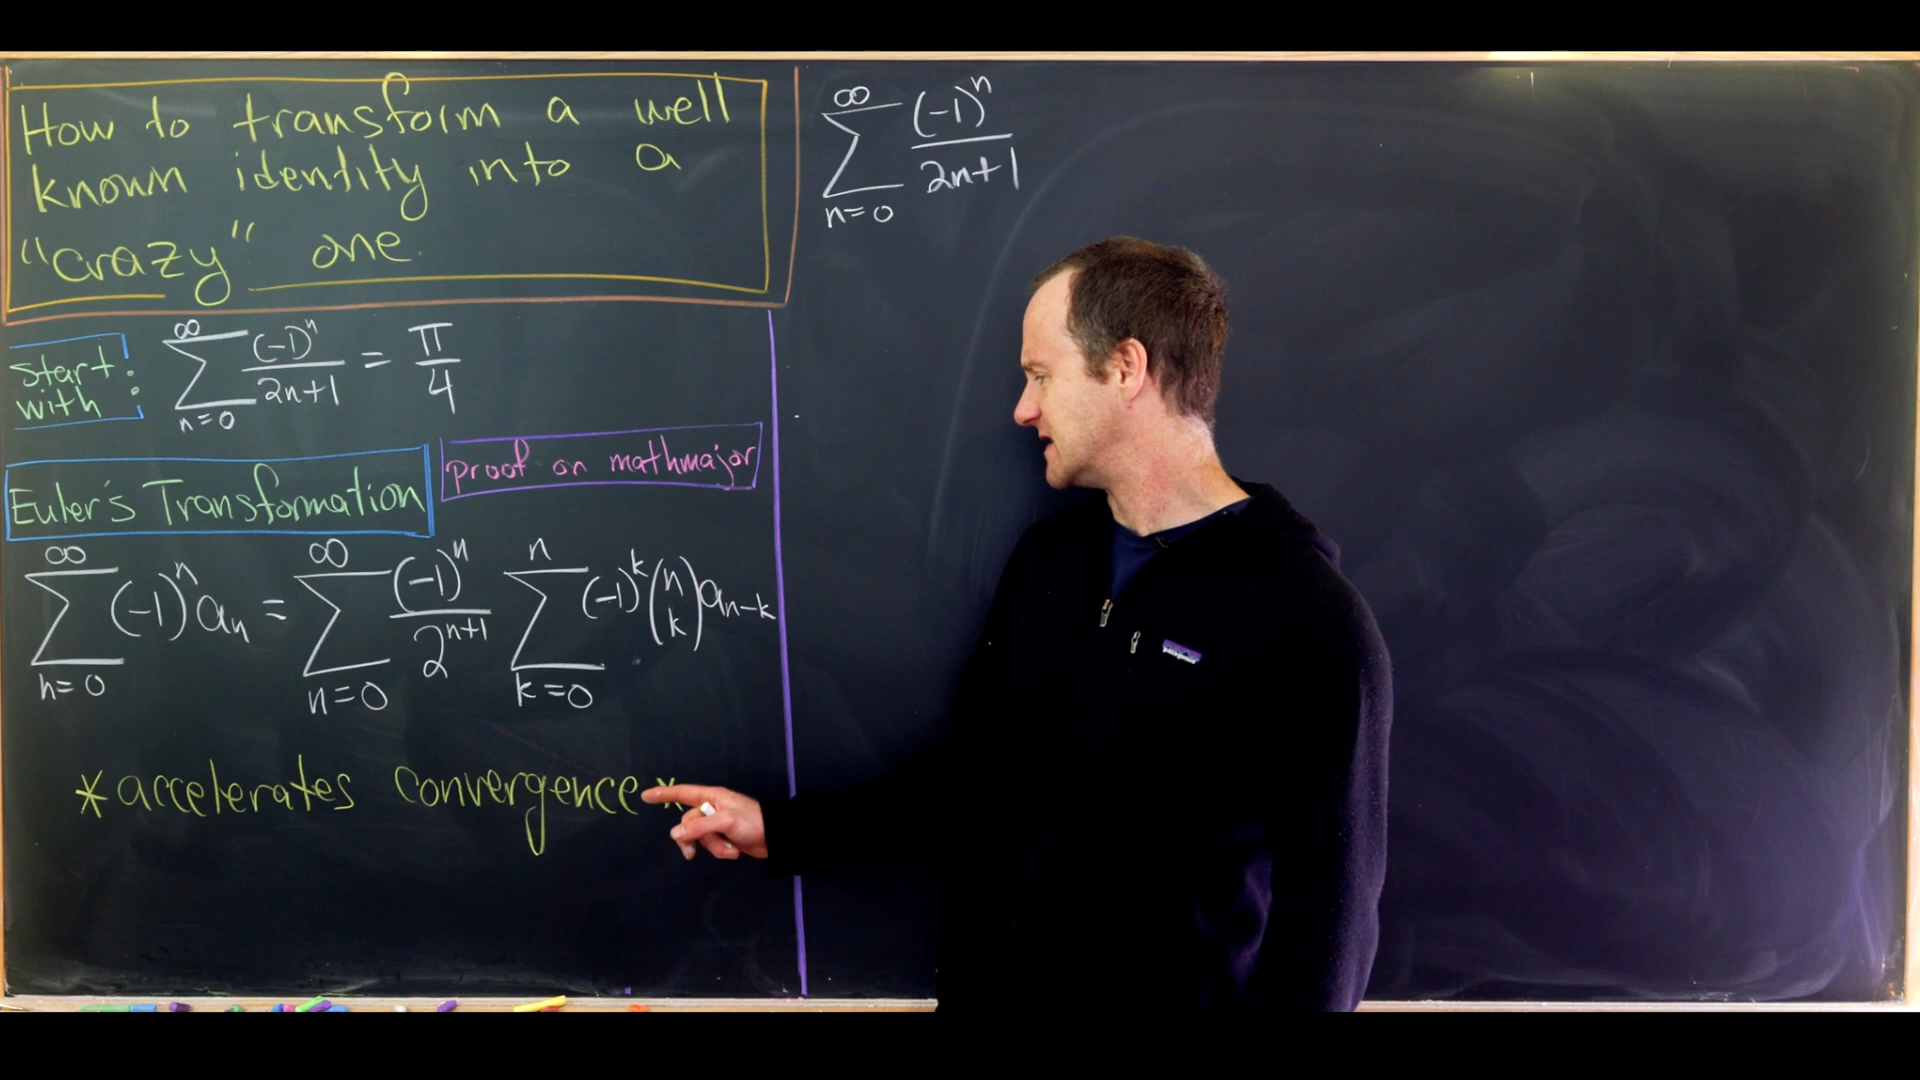 How to transform a well
known identity into a
"crazy" one.
start with: ∞ ∑ n=0 (-1)^n / 2n+1 = π/4
proof on mathmajor
Euler's Transformation
∞ ∑ n=0 (-1)^n a_n = ∞ ∑ n=0 (-1)^n / 2^{n+1} n ∑ k=0 (-1)^k (n k) a_{n-k}
*accelerates convergence*
∞ ∑ n=0 (-1)^n / 2n+1
patagonia